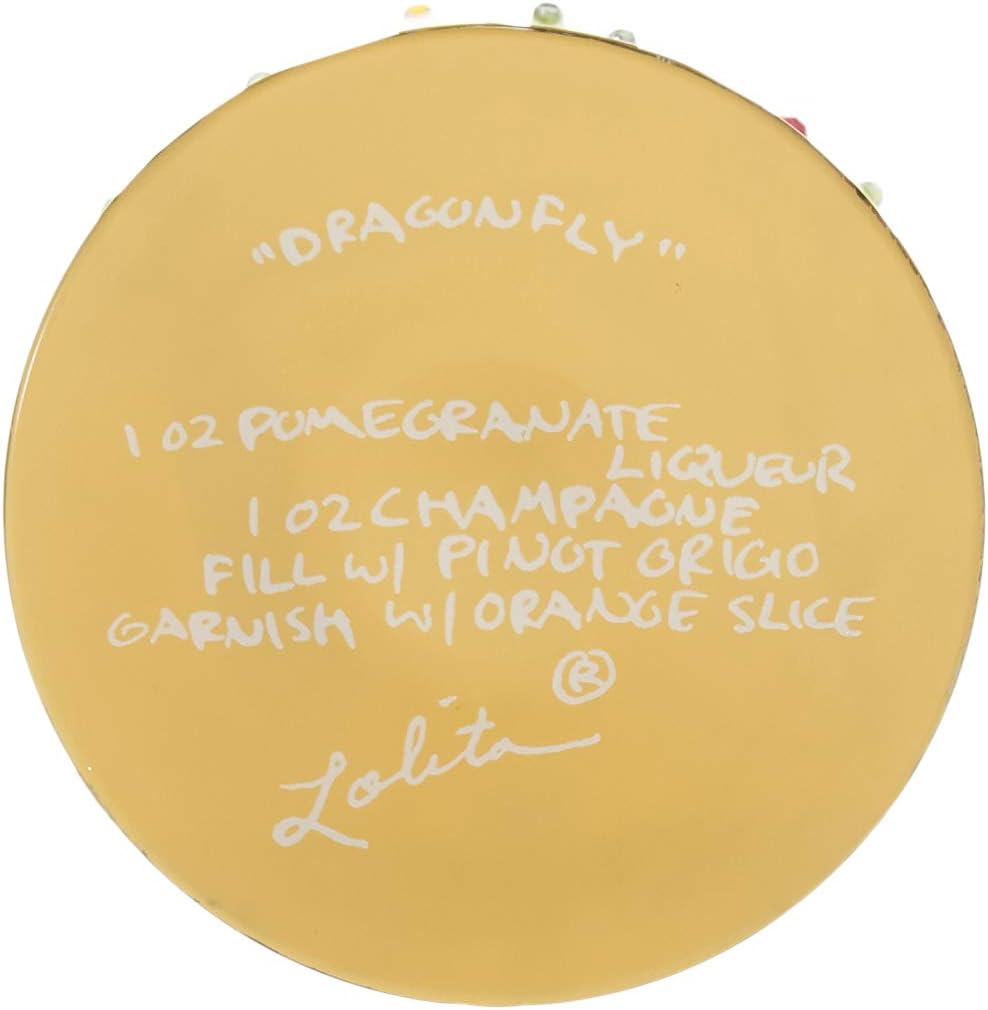 "DRAGONFLY"
1 OZ POMEGRANATE
LIQUEUR
1 OZ CHAMPAGNE
FILL W/ PINOT GRIGIO
GARNISH W/ ORANGE SLICE
®
Lolita